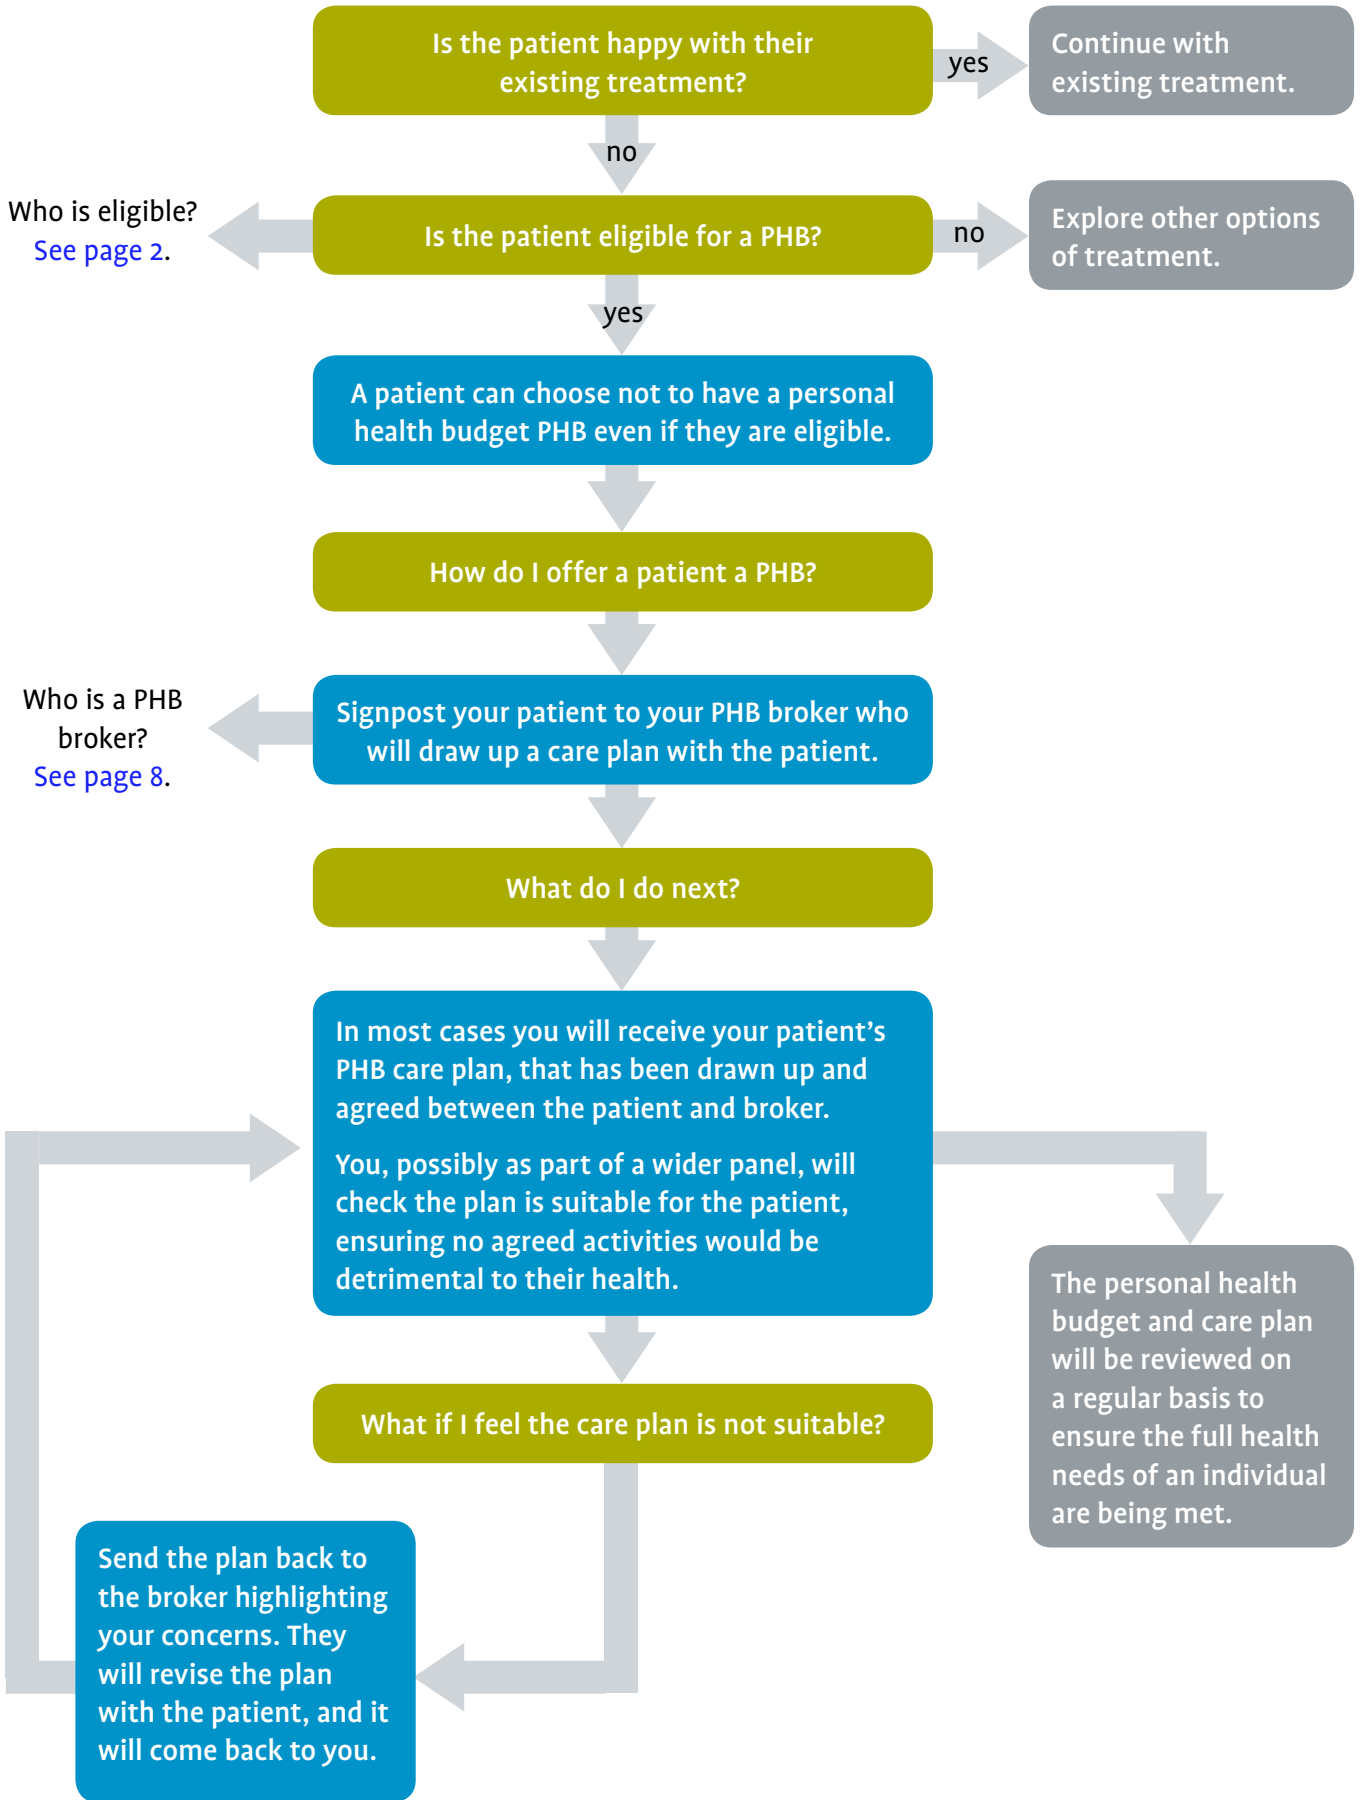 Is the patient happy with their
existing treatment?
yes
Continue with
existing treatment.
no
Who is eligible?
See page 2.
Is the patient eligible for a PHB?
no
Explore other options
of treatment.
yes
A patient can choose not to have a personal
health budget PHB even if they are eligible.
How do I offer a patient a PHB?
Who is a PHB
broker?
See page 8.
Signpost your patient to your PHB broker who
will draw up a care plan with the patient.
What do I do next?
In most cases you will receive your patient’s
PHB care plan, that has been drawn up and
agreed between the patient and broker.
You, possibly as part of a wider panel, will
check the plan is suitable for the patient,
ensuring no agreed activities would be
detrimental to their health.
The personal health
budget and care plan
will be reviewed on
a regular basis to
ensure the full health
needs of an individual
are being met.
What if I feel the care plan is not suitable?
Send the plan back to
the broker highlighting
your concerns. They
will revise the plan
with the patient, and it
will come back to you.